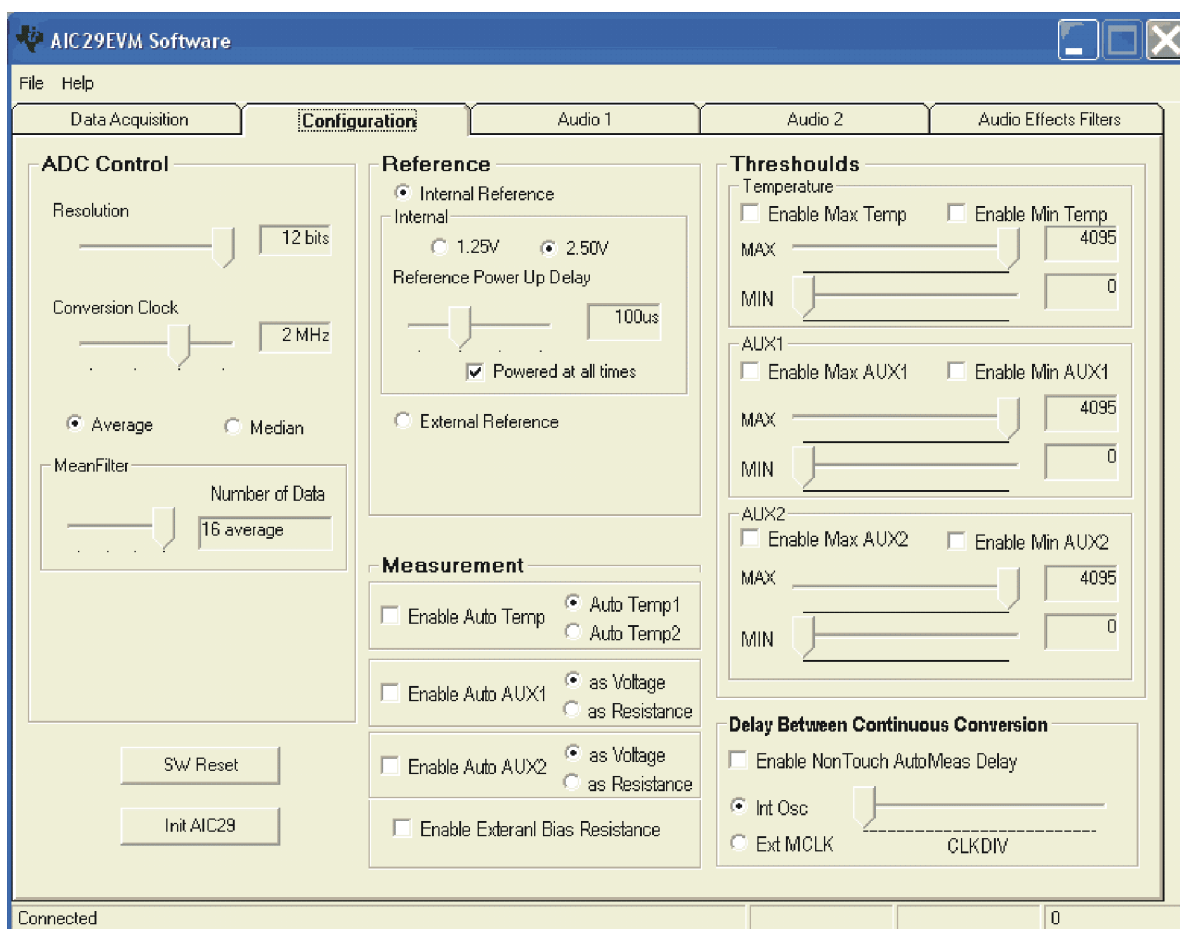 AIC29EVM Software
File Help
Data Acquisition
Configuration
Audio 1
Audio 2
Audio Effects Filters
ADC Control
Resolution
12 bits
Conversion Clock
2 MHz
Average
Median
MeanFilter
Number of Data
16 average
SW Reset
Init AIC29
Reference
Internal Reference
Internal
1.25V
2.50V
Reference Power Up Delay
100us
Powered at all times
External Reference
Measurement
Enable Auto Temp
Auto Temp1
Auto Temp2
Enable Auto AUX1
as Voltage
as Resistance
Enable Auto AUX2
as Voltage
as Resistance
Enable Exteranl Bias Resistance
Threshoulds
Temperature
Enable Max Temp
Enable Min Temp
MAX
4095
MIN
0
AUX1
Enable Max AUX1
Enable Min AUX1
MAX
4095
MIN
0
AUX2
Enable Max AUX2
Enable Min AUX2
MAX
4095
MIN
0
Delay Between Continuous Conversion
Enable NonTouch AutoMeas Delay
Int Osc
Ext MCLK
CLKDIV
Connected
0